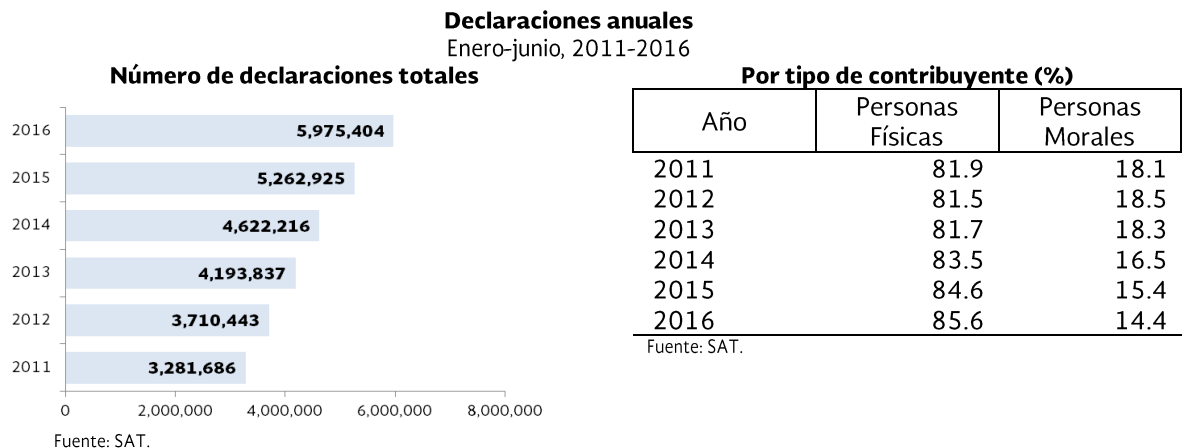 Declaraciones anuales
Enero-junio, 2011-2016
Número de declaraciones totales
2016 5,975,404
2015 5,262,925
2014 4,622,216
2013 4,193,837
2012 3,710,443
2011 3,281,686
0 2,000,000 4,000,000 6,000,000 8,000,000
Fuente: SAT.
Por tipo de contribuyente (%)
Año Personas Físicas Personas Morales
2011 81.9 18.1
2012 81.5 18.5
2013 81.7 18.3
2014 83.5 16.5
2015 84.6 15.4
2016 85.6 14.4
Fuente: SAT.